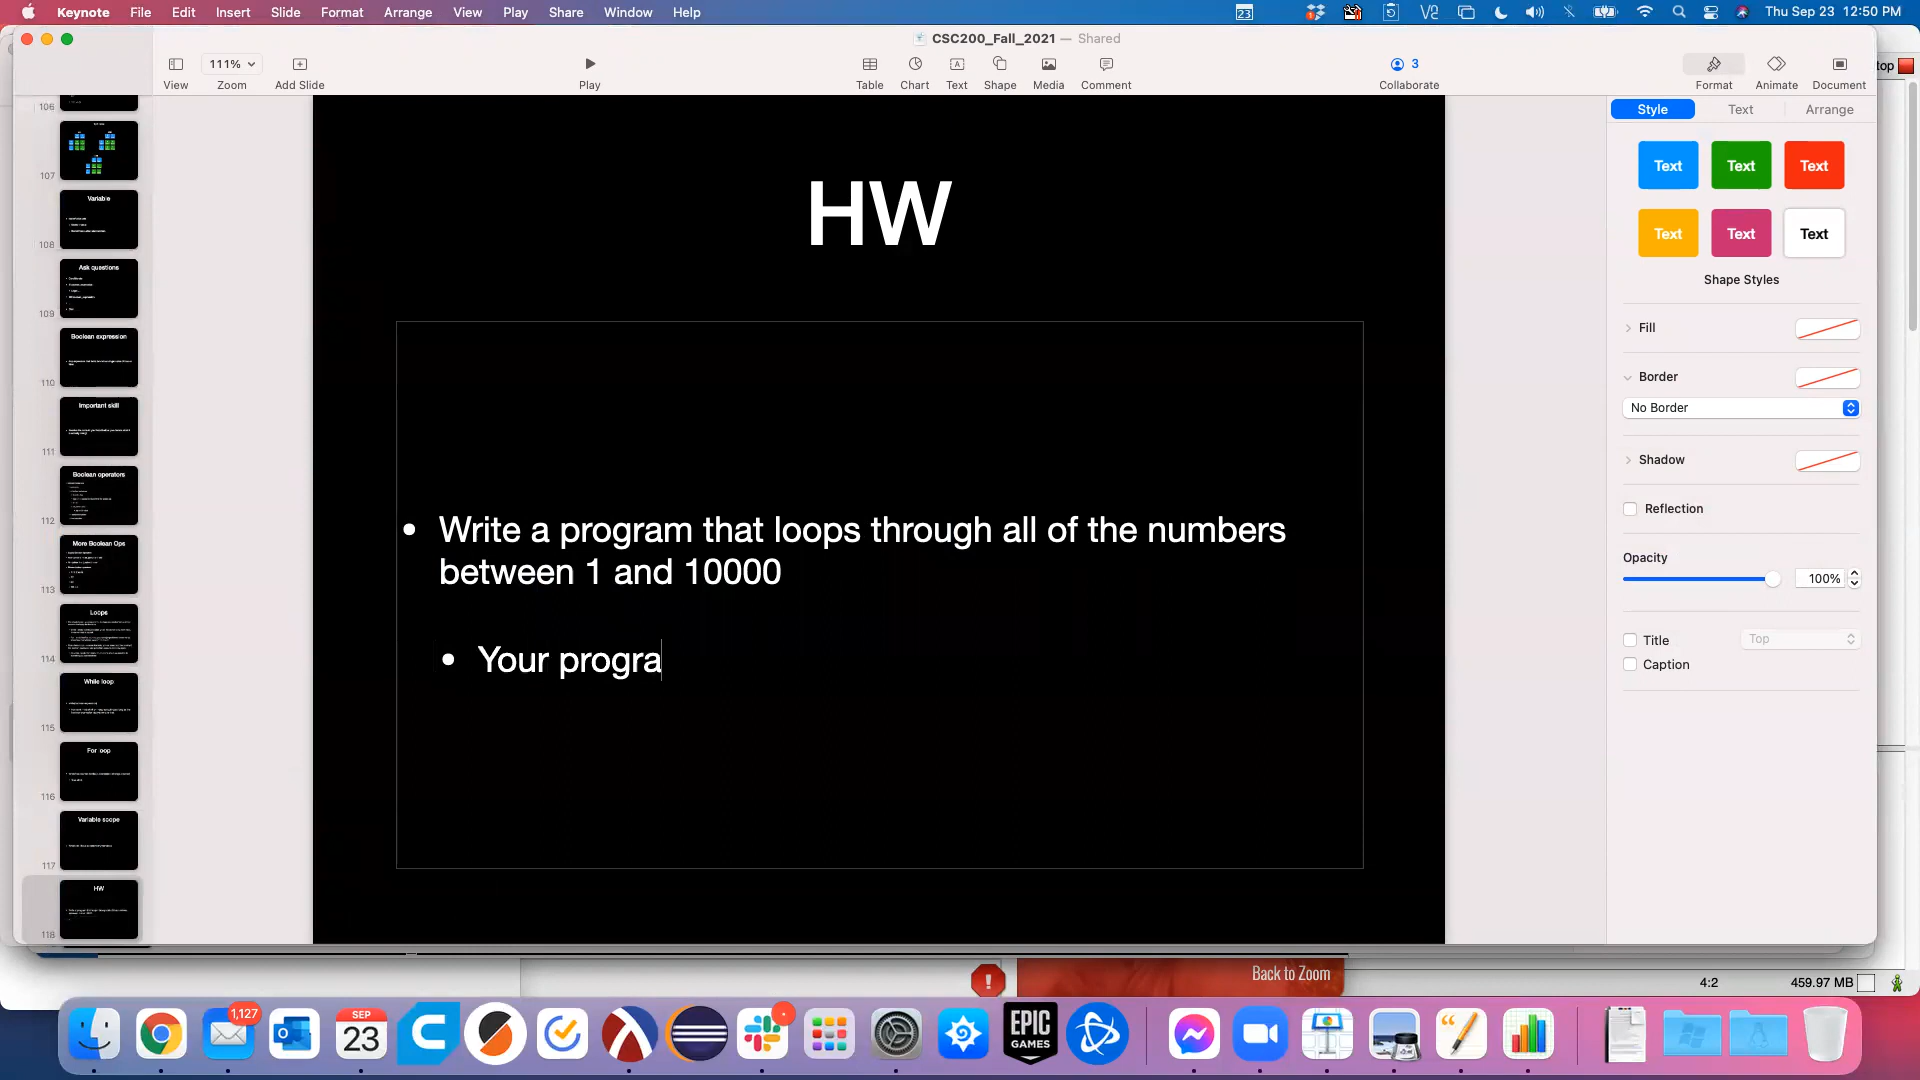 Keynote File Edit Insert Slide Format Arrange View Play Share Window Help
23
Thu Sep 23 12:50 PM
CSC200_Fall_2021 — Shared
111%
3
top
View Zoom Add Slide Play Table Chart Text Shape Media Comment Collaborate Format Animate Document
Style Text Arrange
106
107
Variable
108
Ask questions
109
Boolean expression
110
Important skill
111
Boolean operators
112
More Boolean Ops
113
Loops
114
While loop
115
For loop
116
Variable scope
117
HW
118
HW
• Write a program that loops through all of the numbers
between 1 and 10000
• Your progra
Text Text Text
Text Text Text
Shape Styles
Fill
Border
No Border
Shadow
Reflection
Opacity
100%
Title Top
Caption
Back to Zoom
4:2 459.97 MB
1,127
SEP
23
EPIC
GAMES